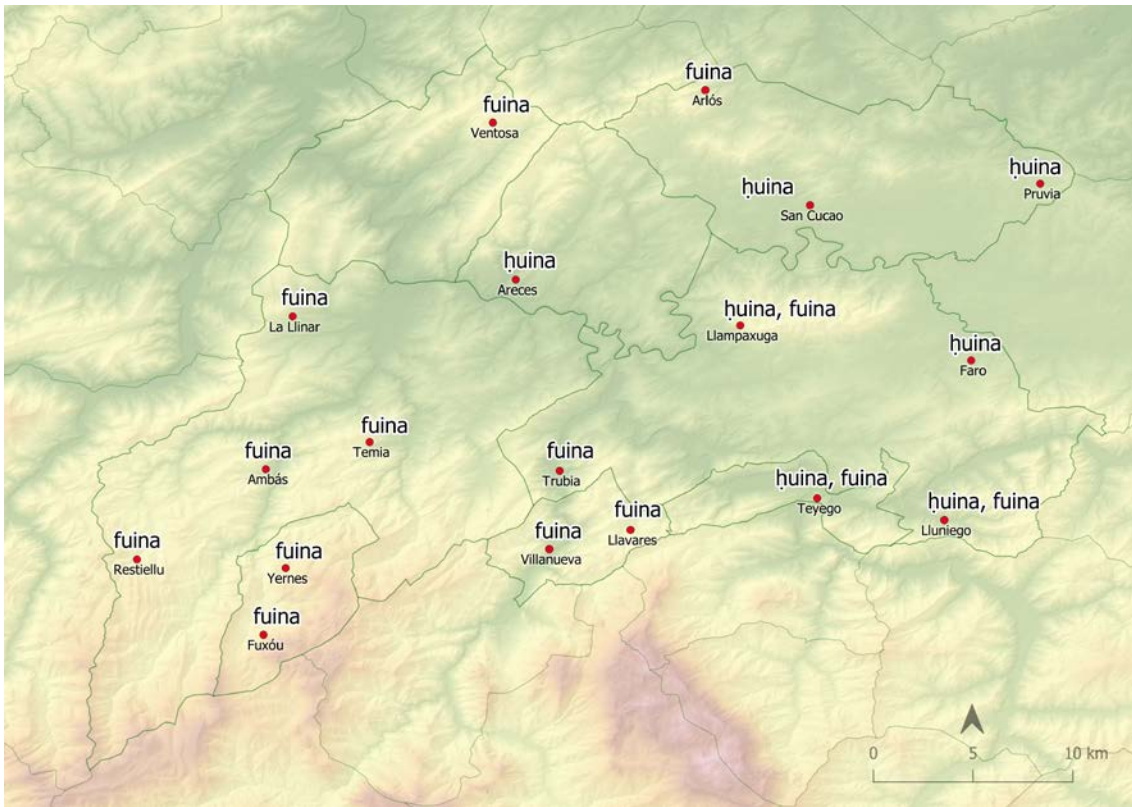 fuina
Arlós
fuina
Ventosa
ḥuina
Pruvia
ḥuina
San Cucao
ḥuina
Areces
fuina
La Llinar
ḥuina, fuina
Llampaxuga
ḥuina
Faro
fuina
Temia
fuina
Ambás
fuina
Trubia
ḥuina, fuina
Teyego
ḥuina, fuina
Lluniego
fuina
Llavares
fuina
Villanueva
fuina
Restiellu
fuina
Yernes
fuina
Fuxóu
0 5 10 km